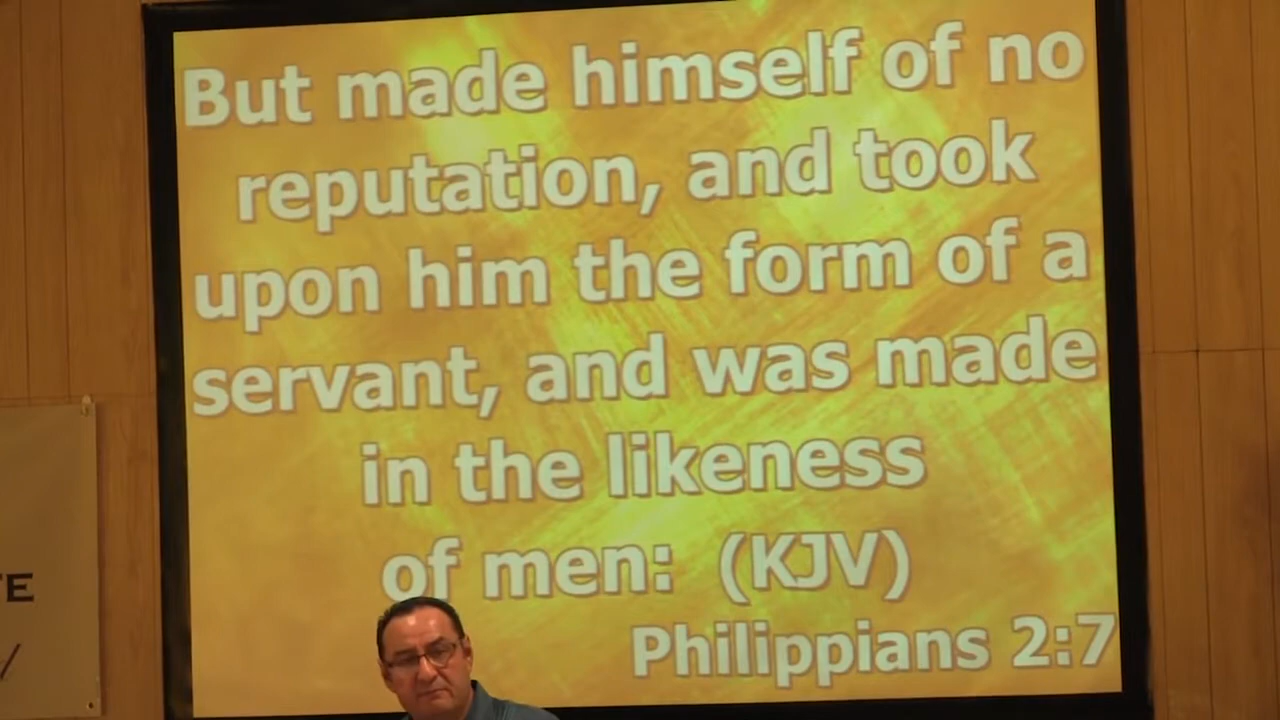 But made himself of no
reputation, and took
upon him the form of a
servant, and was made
in the likeness
of men: (KJV)
Philippians 2:7